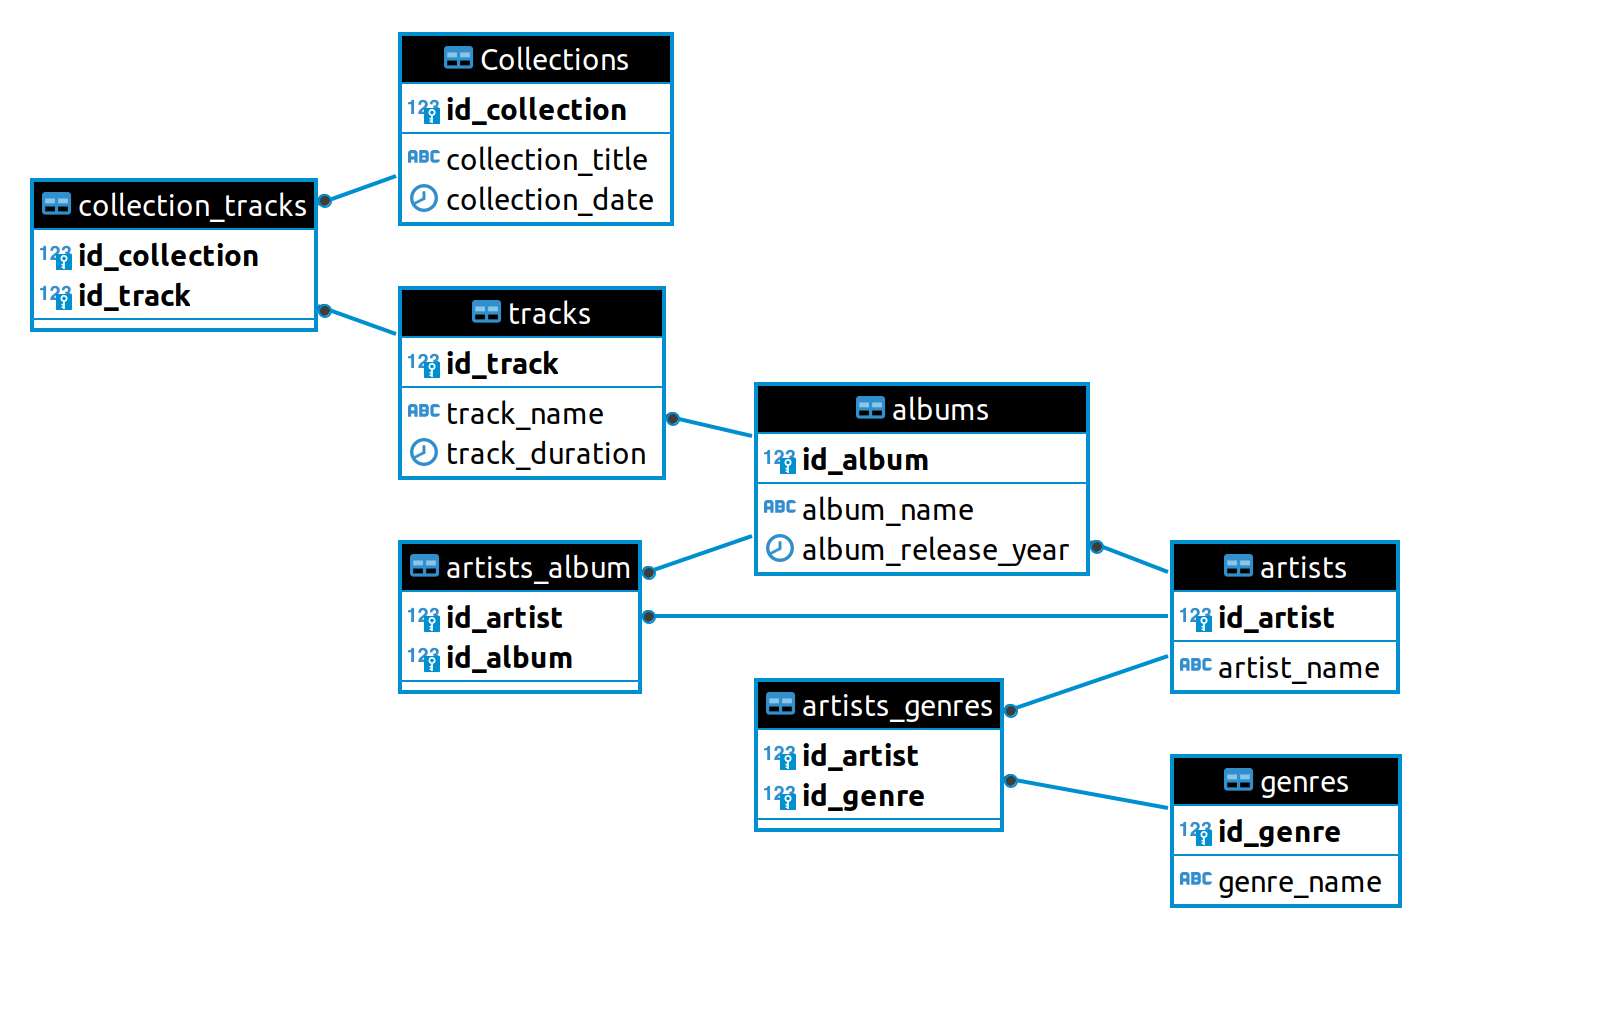 Collections
123 id_collection
ABC collection_title
collection_date
collection_tracks
123 id_collection
123 id_track
tracks
123 id_track
ABC track_name
track_duration
albums
123 id_album
ABC album_name
album_release_year
artists_album
123 id_artist
123 id_album
artists
123 id_artist
ABC artist_name
artists_genres
123 id_artist
123 id_genre
genres
123 id_genre
ABC genre_name